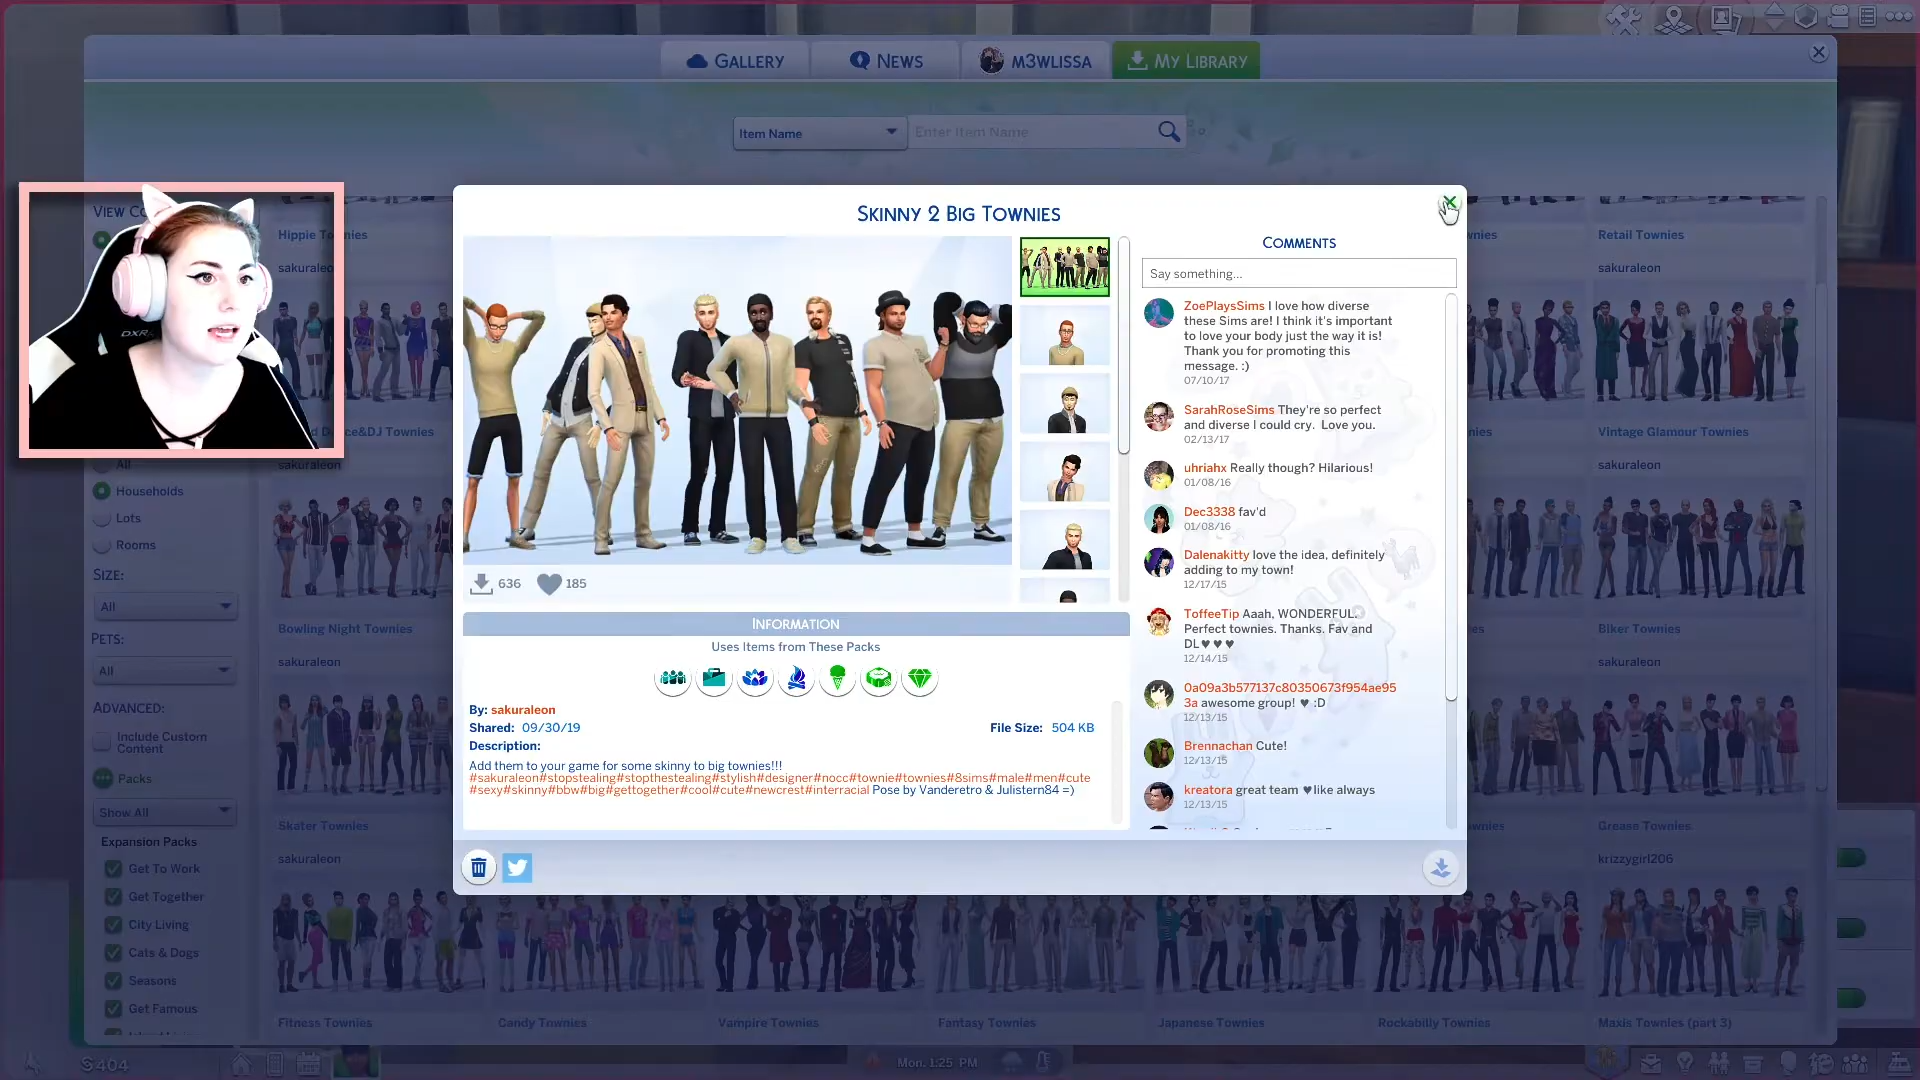 GALLERY
NEWS
M3WLISSA
MY LIBRARY
Item Name
Enter Item Name
VIEW
Hippie Townies
sakuraleon
Retail Townies
sakuraleon
DJ Townies
Vintage Glamour Townies
sakuraleon
All
Households
Lots
Rooms
SIZE:
All
PETS:
All
ADVANCED:
Include Custom
Content
Packs
Show All
Expansion Packs
Get To Work
Get Together
City Living
Cats & Dogs
Seasons
Get Famous
Bowling Night Townies
sakuraleon
Skater Townies
sakuraleon
Fitness Townies
Candy Townies
Vampire Townies
Fantasy Townies
Japanese Townies
Rockabilly Townies
Maxis Townies (part 3)
Biker Townies
sakuraleon
Grease Townies
krizzygirl206
SKINNY 2 BIG TOWNIES
636
185
INFORMATION
Uses Items from These Packs
By: sakuraleon
Shared: 09/30/19
File Size: 504 KB
Description:
Add them to your game for some skinny to big townies!!!
#sakuraleon#stopstealing#stopthestealing#stylish#designer#nocc#townie#townies#8sims#male#men#cute
#sexy#skinny#bbw#big#gettogether#cool#cute#newcrest#interracial Pose by Vanderetro & Julistern84 =)
COMMENTS
Say something...
ZoePlaysSims I love how diverse
these Sims are! I think it's important
to love your body just the way it is!
Thank you for promoting this
message. :)
07/10/17
SarahRoseSims They're so perfect
and diverse I could cry. Love you.
02/13/17
uhriahx Really though? Hilarious!
01/08/16
Dec3338 fav'd
01/08/16
Dalenakitty love the idea, definitely
adding to my town!
12/17/15
ToffeeTip Aaah, WONDERFUL.
Perfect townies. Thanks. Fav and
DL♥♥♥
12/14/15
0a09a3b577137c80350673f954ae95
3a awesome group! ♥ :D
12/13/15
Brennachan Cute!
12/13/15
kreatora great team ♥like always
12/13/15
DXR
§404
Mon. 1:25 PM